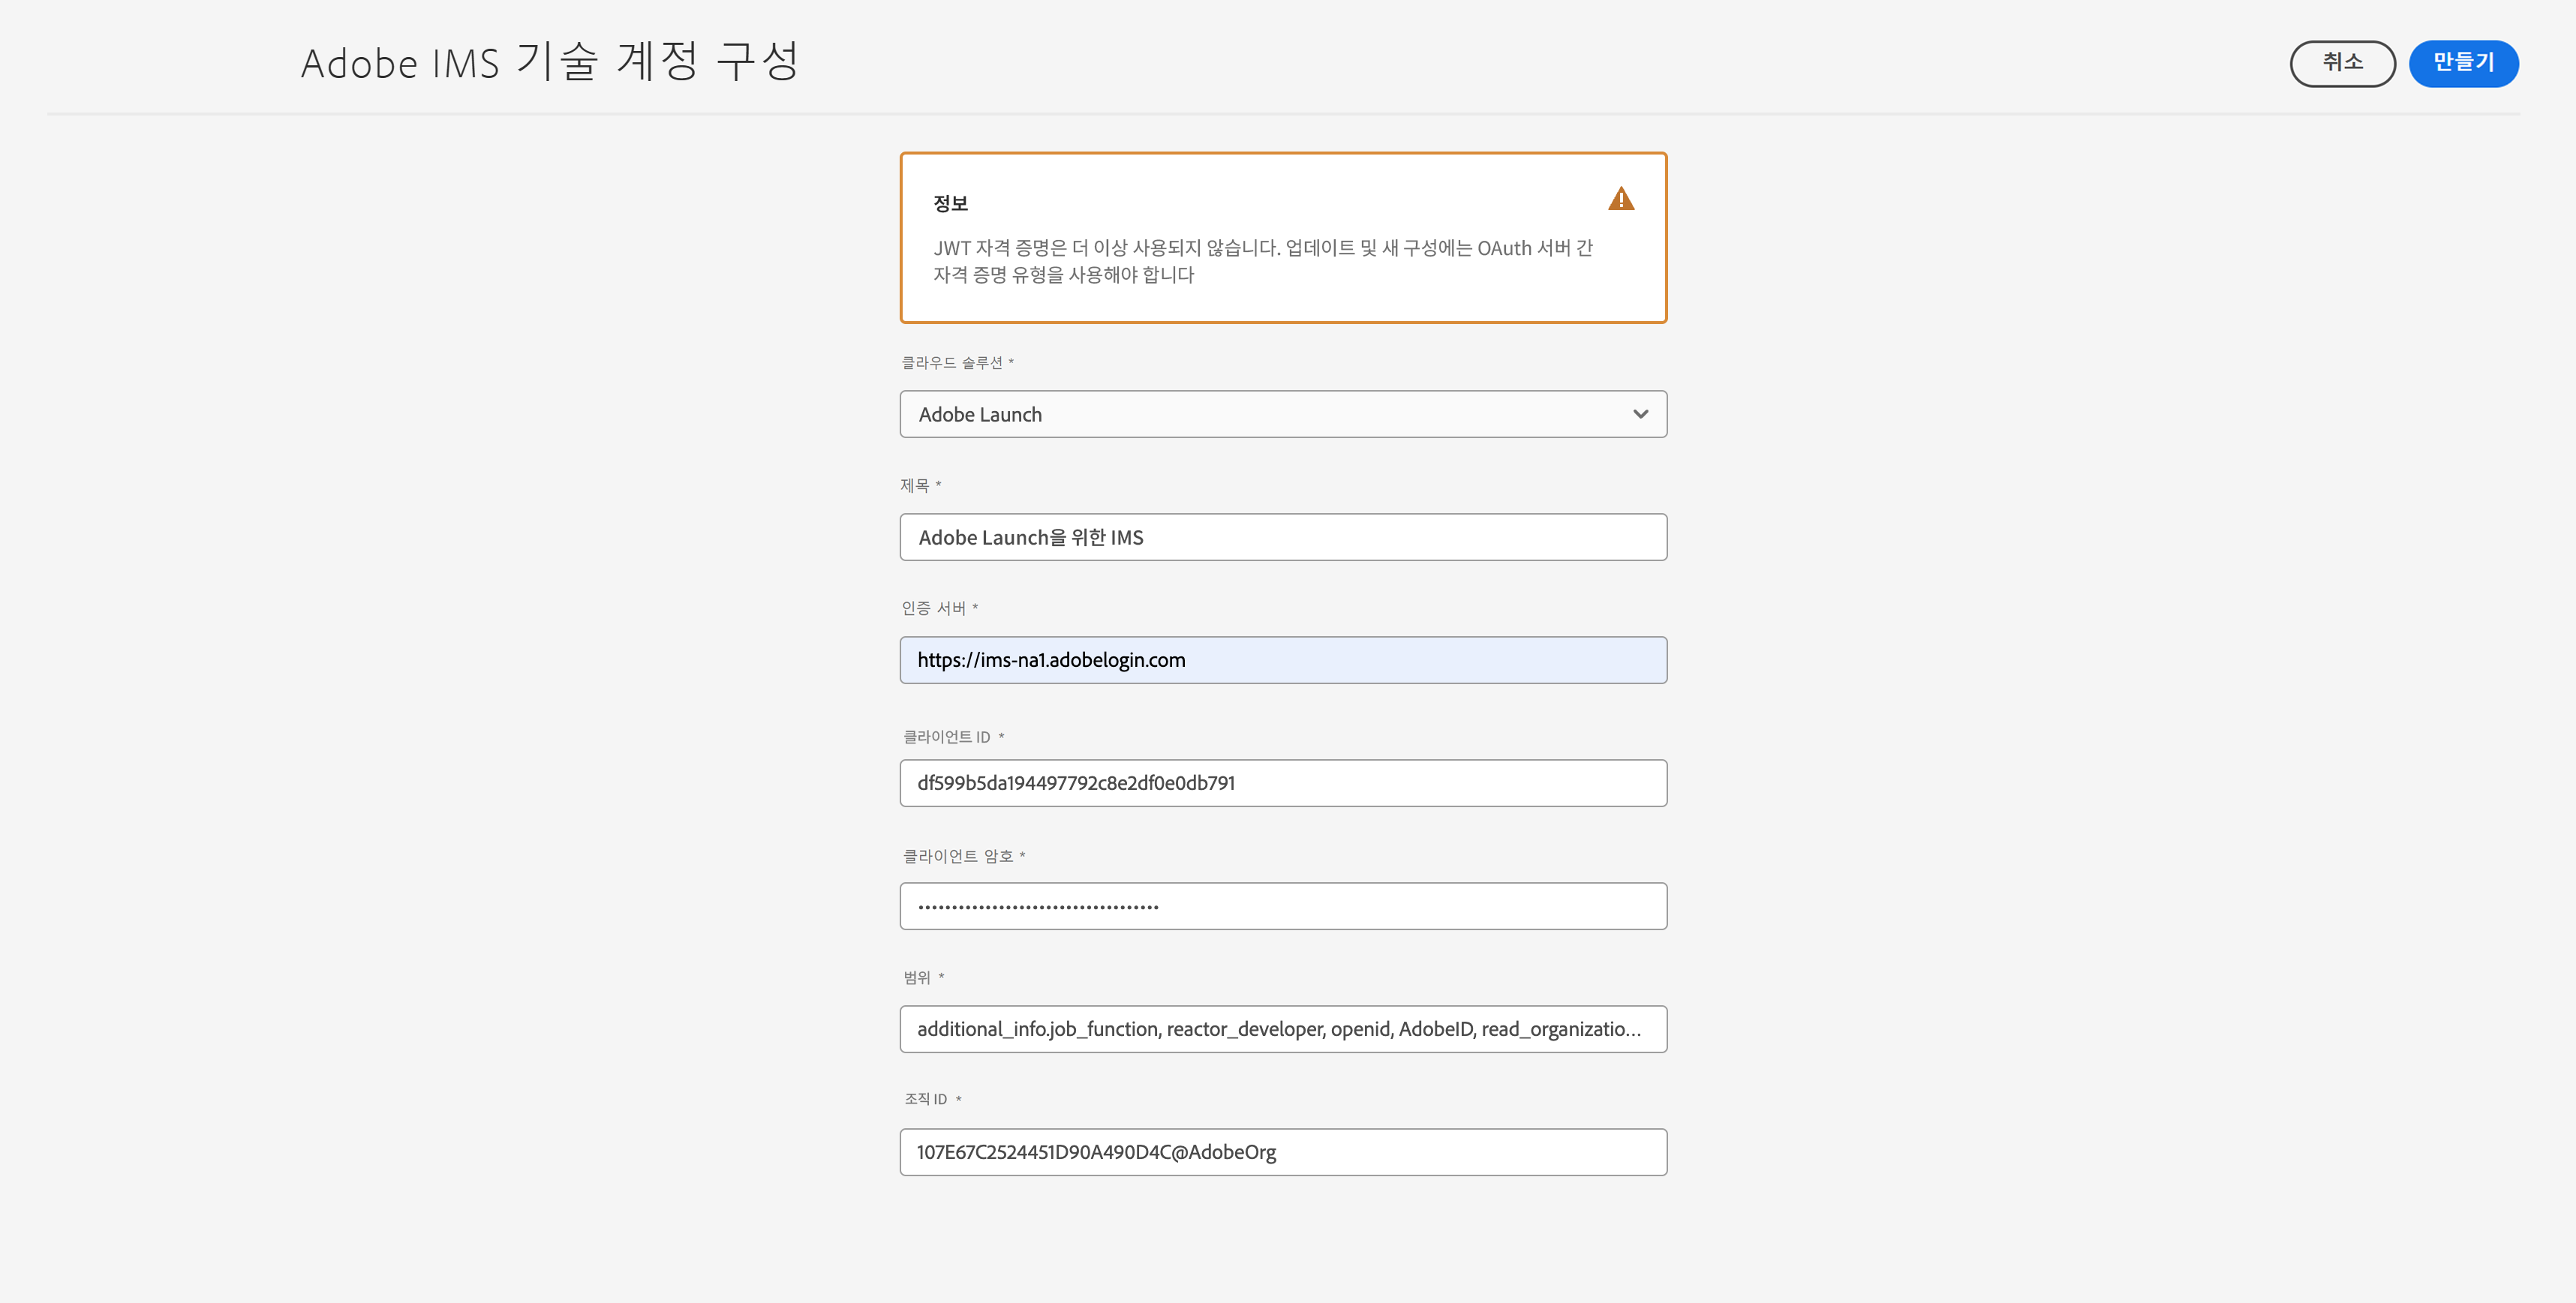 Adobe IMS 기술 계정 구성
취소
만들기
정보
JWT 자격 증명은 더 이상 사용되지 않습니다. 업데이트 및 새 구성에는 OAuth 서버 간
자격 증명 유형을 사용해야 합니다
클라우드 솔루션 *
Adobe Launch
제목 *
Adobe Launch을 위한 IMS
인증 서버 *
https://ims-na1.adobelogin.com
클라이언트 ID *
df599b5da194497792c8e2df0e0db791
클라이언트 암호 *
••••••••••••••••••••••••••••••••••••
범위 *
additional_info.job_function, reactor_developer, openid, AdobeID, read_organizatio...
조직 ID *
107E67C2524451D90A490D4C@AdobeOrg